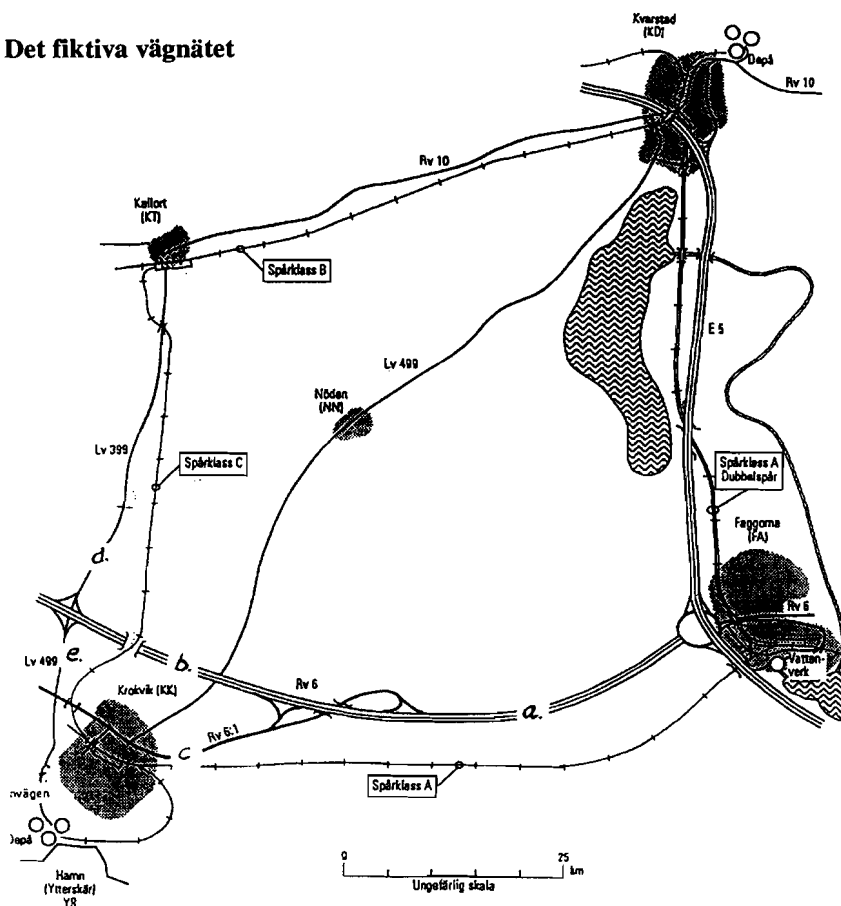 Det fiktiva vägnätet
Kvarstad
(KD)
Depå
Rv 10
Rv 10
Kallort
(KT)
Spårklass B
E 5
Lv 499
Nöden
(NN)
Lv 399
Spårklass C
Spårklass A
Dubbelspår
Faggorna
(FA)
d.
Rv 6
e.
b.
Lv 499
Vatten-
verk
Krokvik (KK)
Rv 6
a.
Rv 6:1
c
f.
Spårklass A
nvägen
Depå
0 25
km
Ungefärlig skala
Hamn
(Ytterskär)
YR